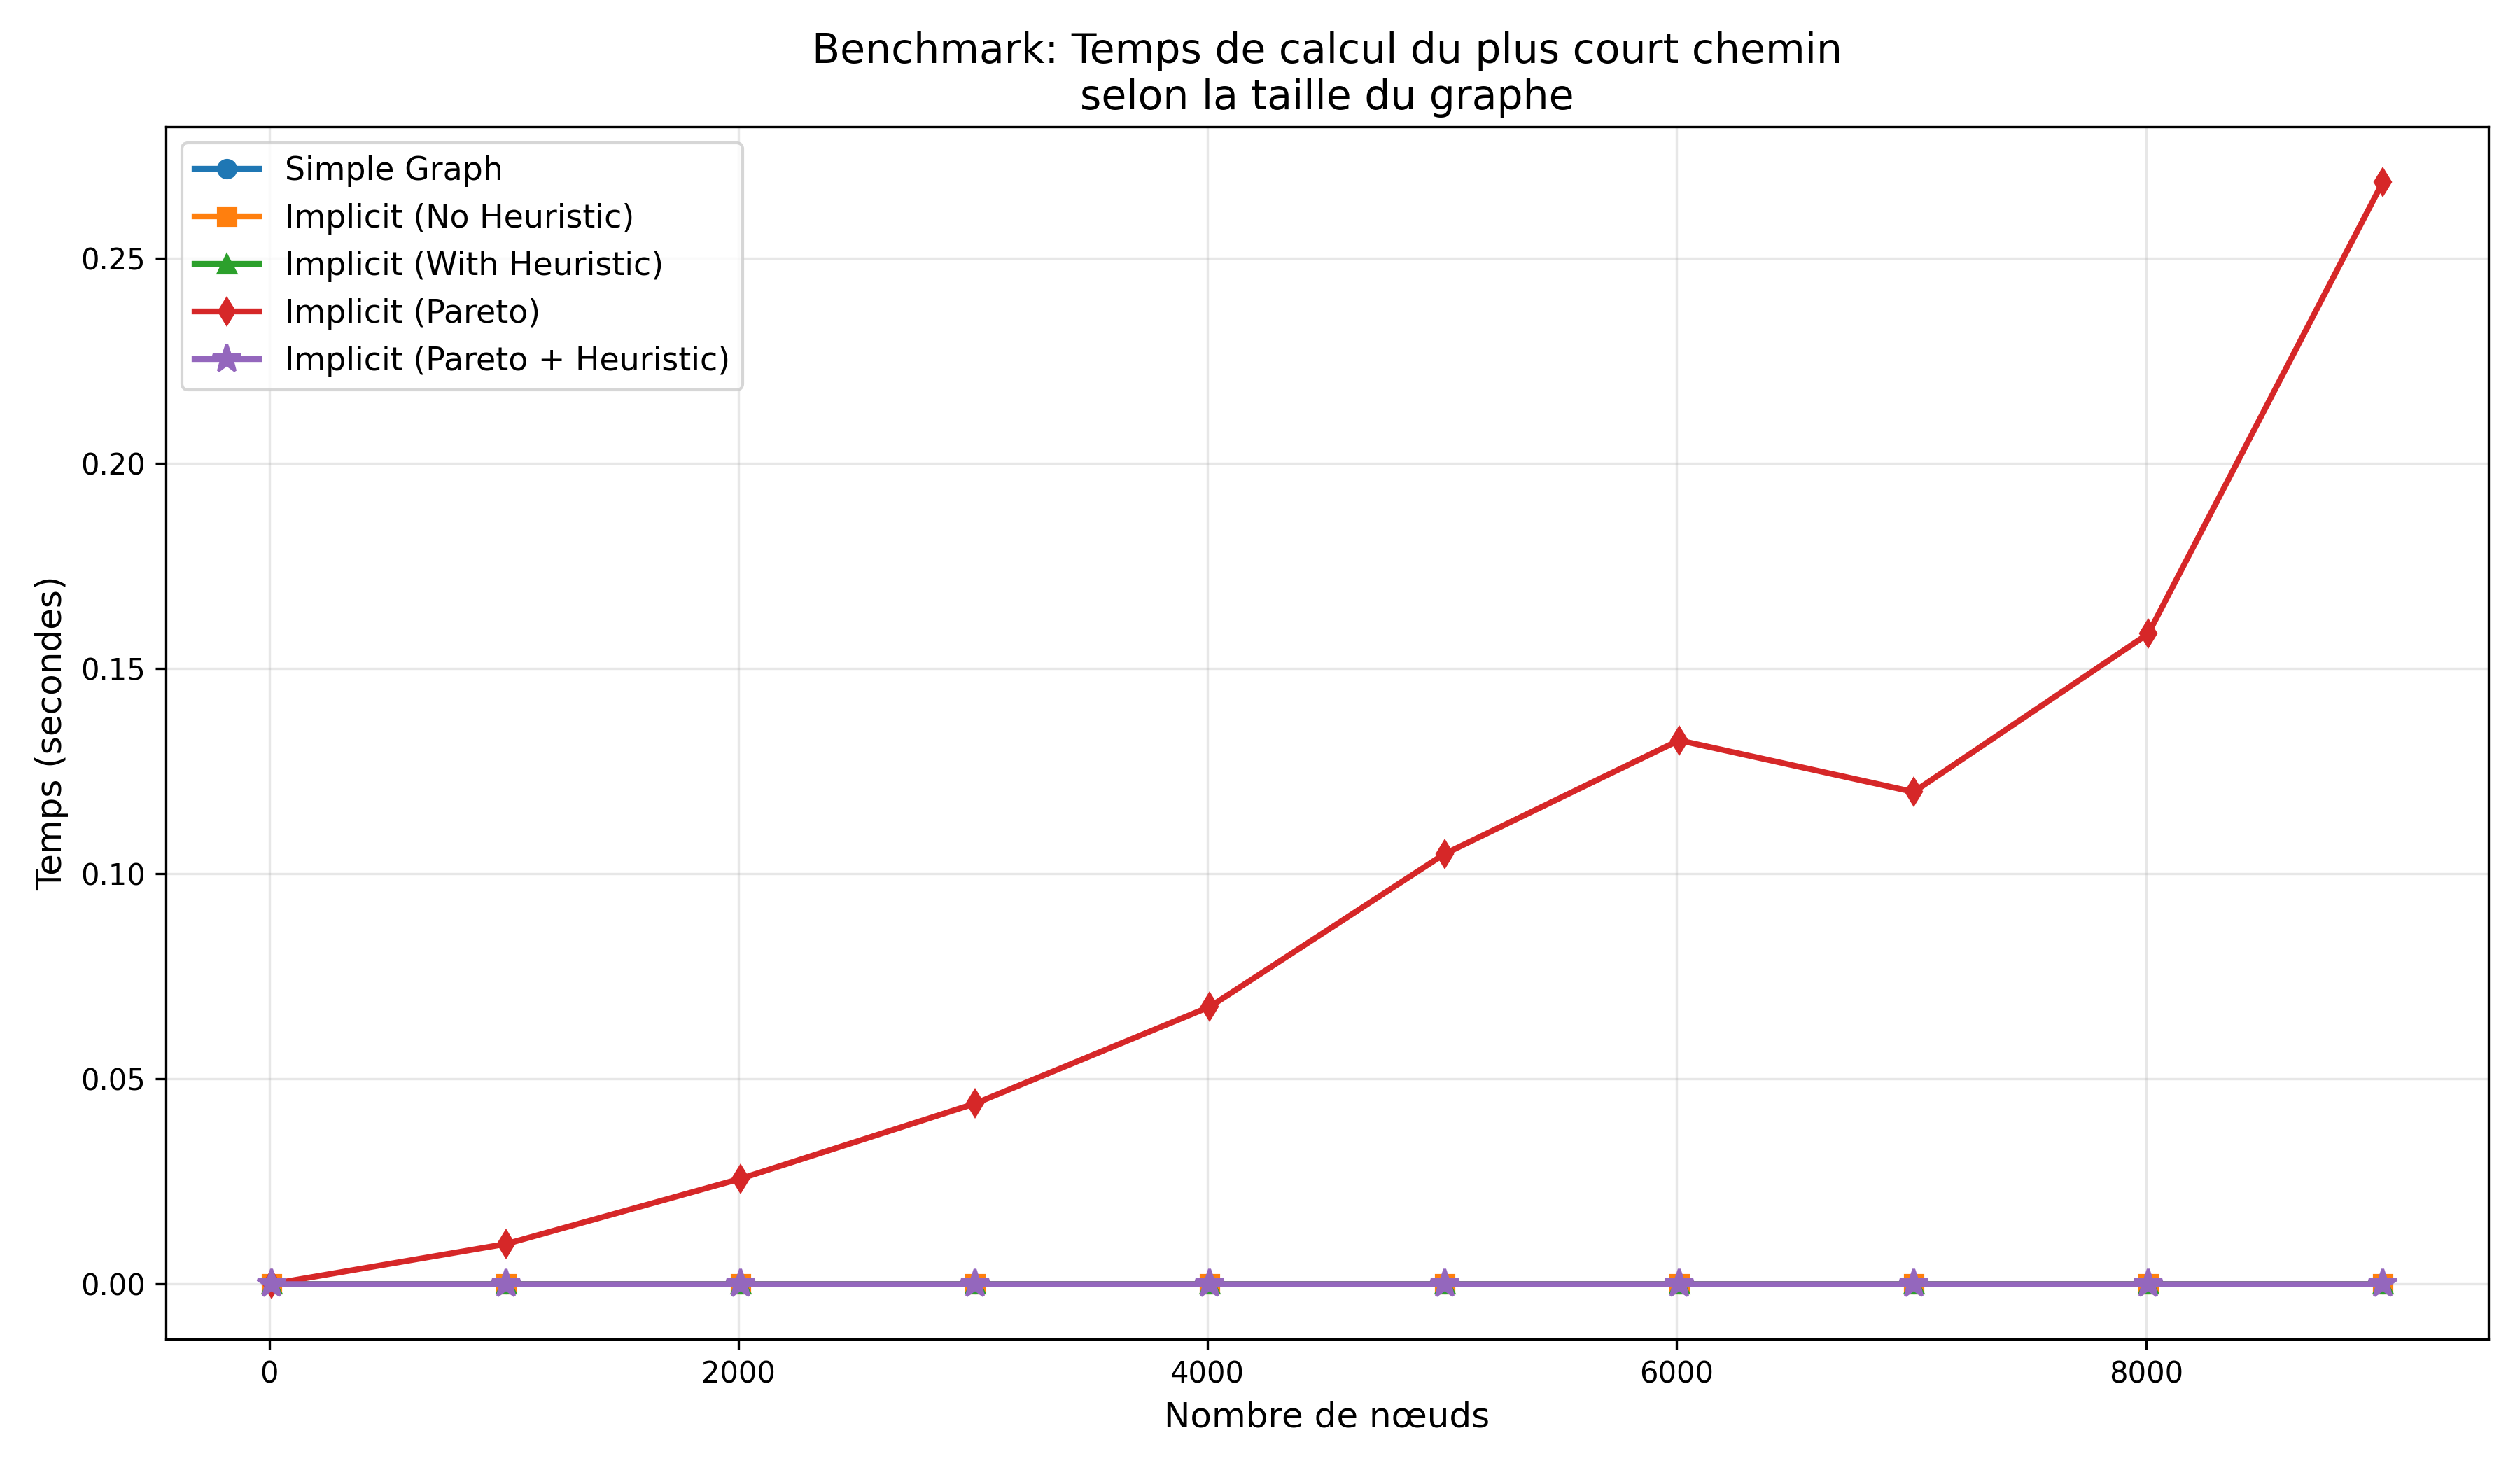 Benchmark: Temps de calcul du plus court chemin
selon la taille du graphe
Simple Graph
Implicit (No Heuristic)
Implicit (With Heuristic)
Implicit (Pareto)
Implicit (Pareto + Heuristic)
Temps (secondes)
0.25
0.20
0.15
0.10
0.05
0.00
0 2000 4000 6000 8000
Nombre de nœuds